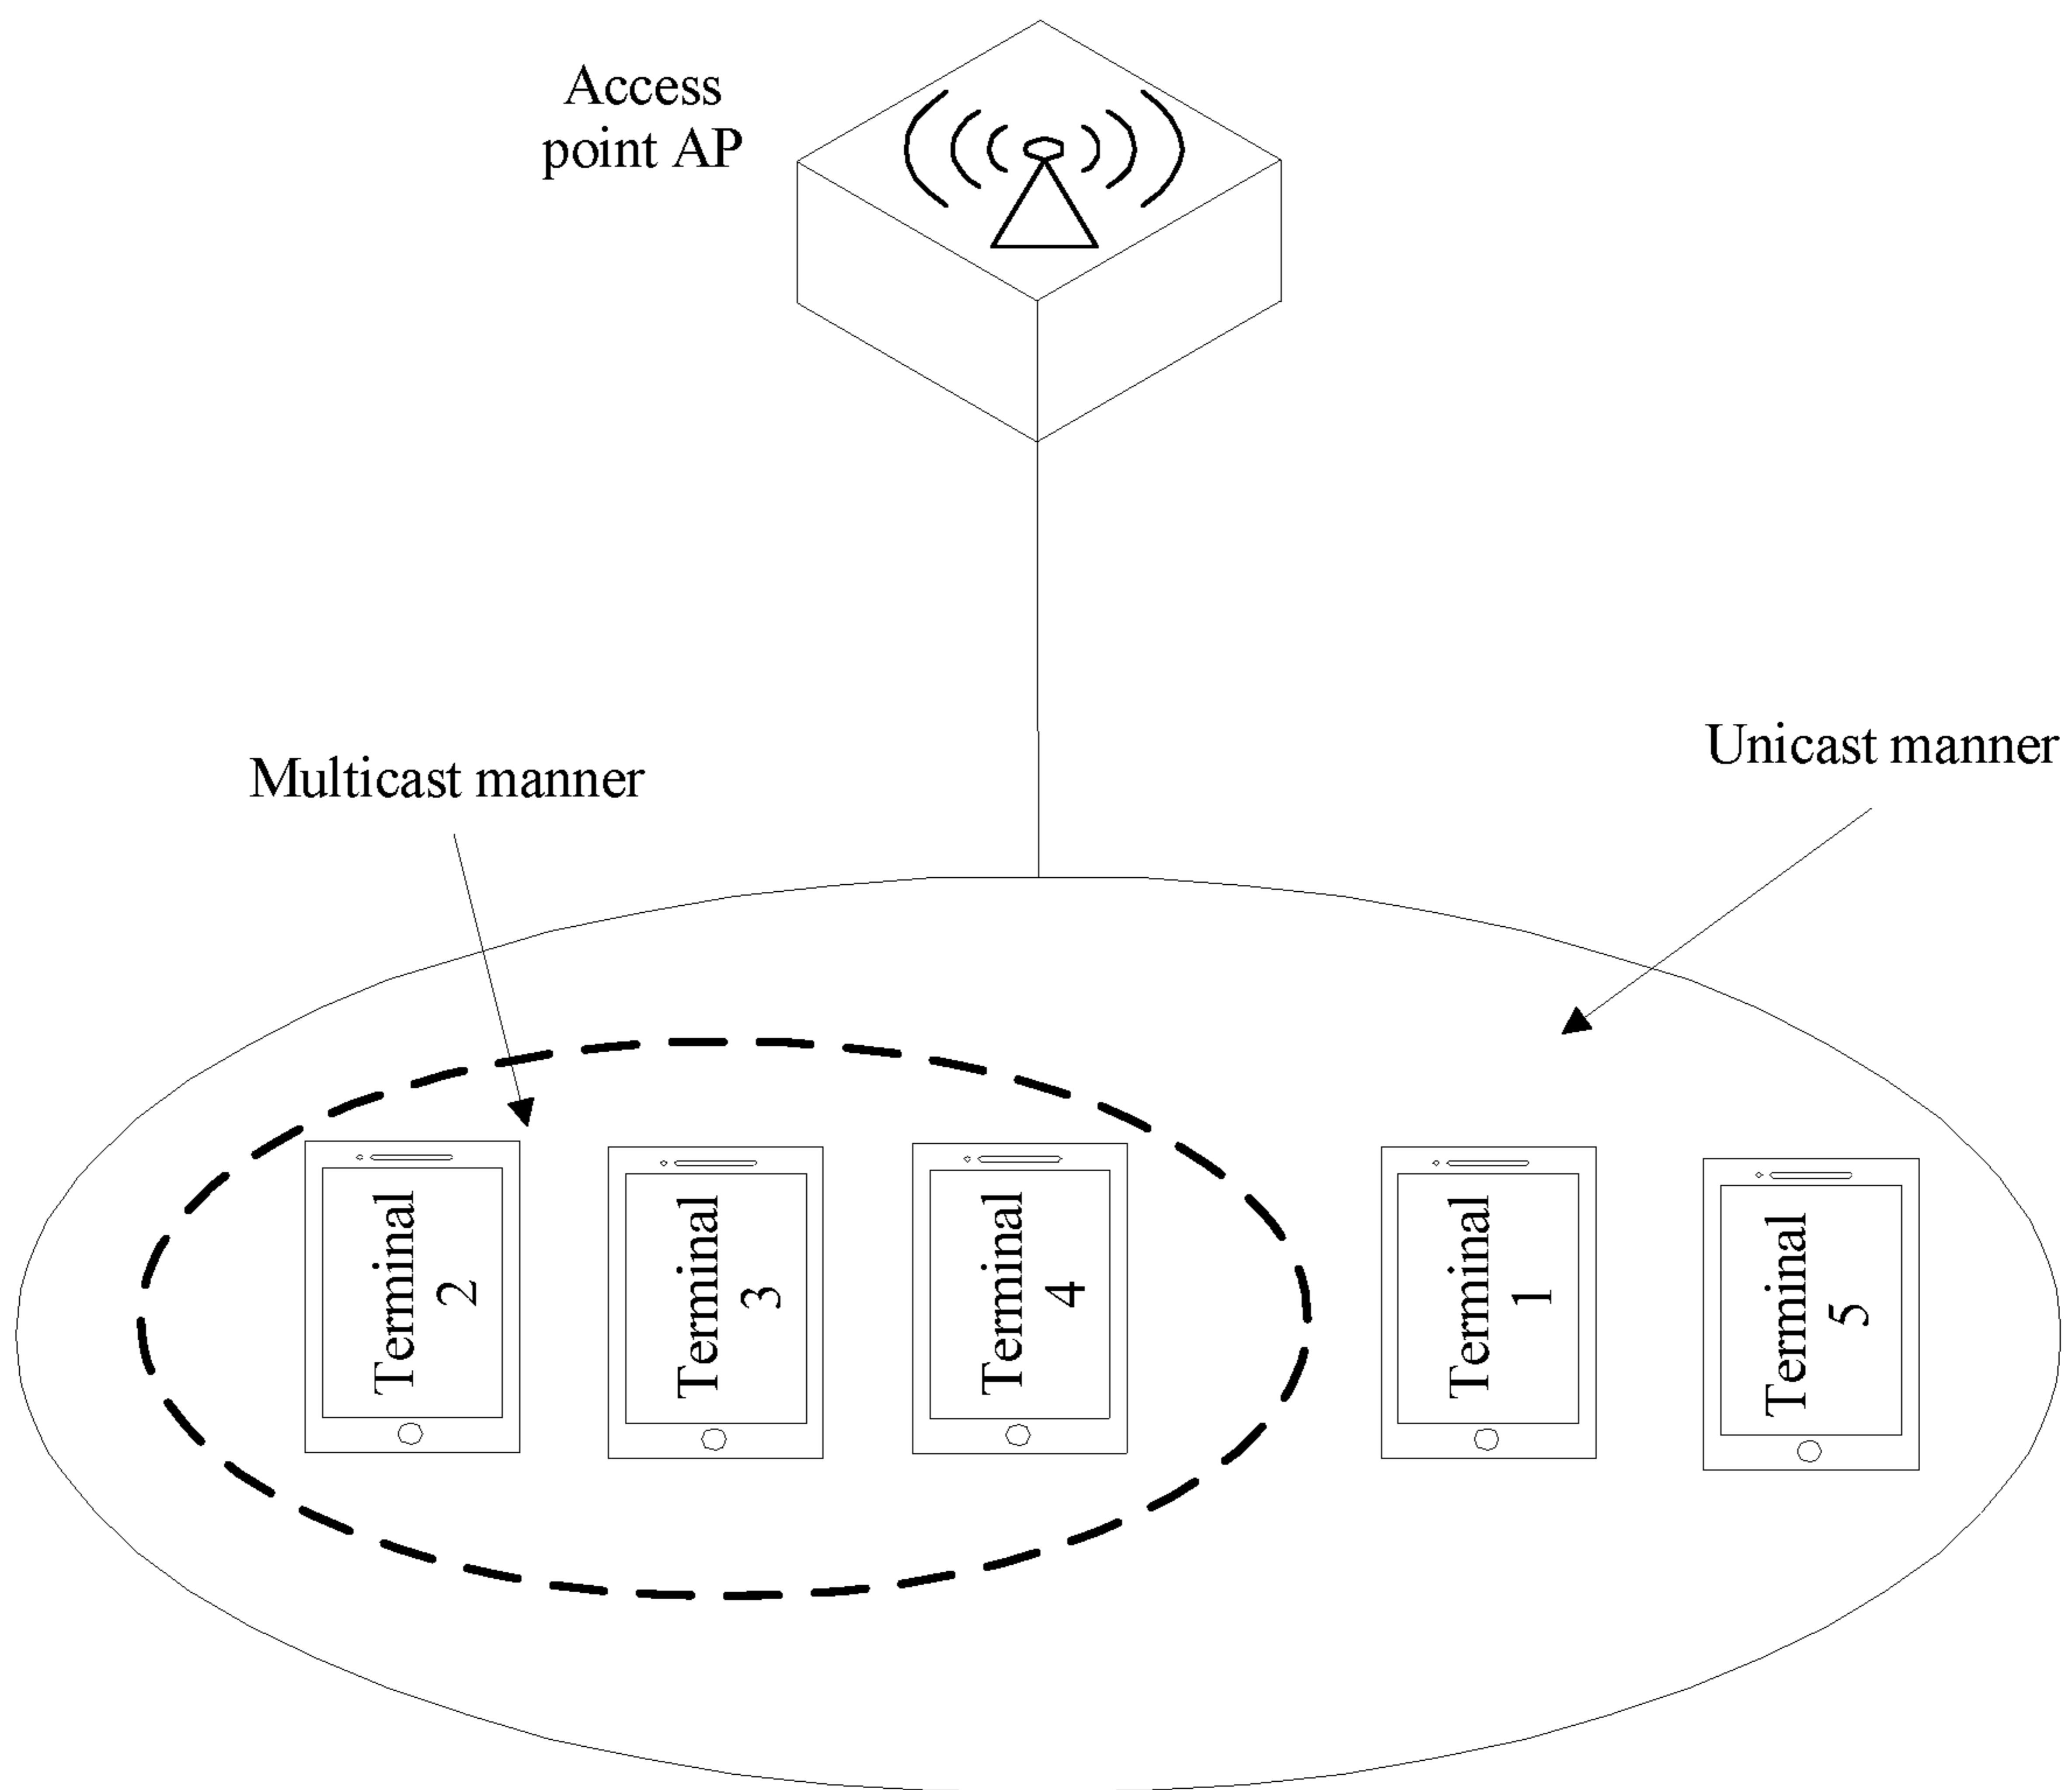 Access
point AP
Multicast manner
Unicast manner
Terminal
2
Terminal
3
Terminal
4
Terminal
1
Terminal
5